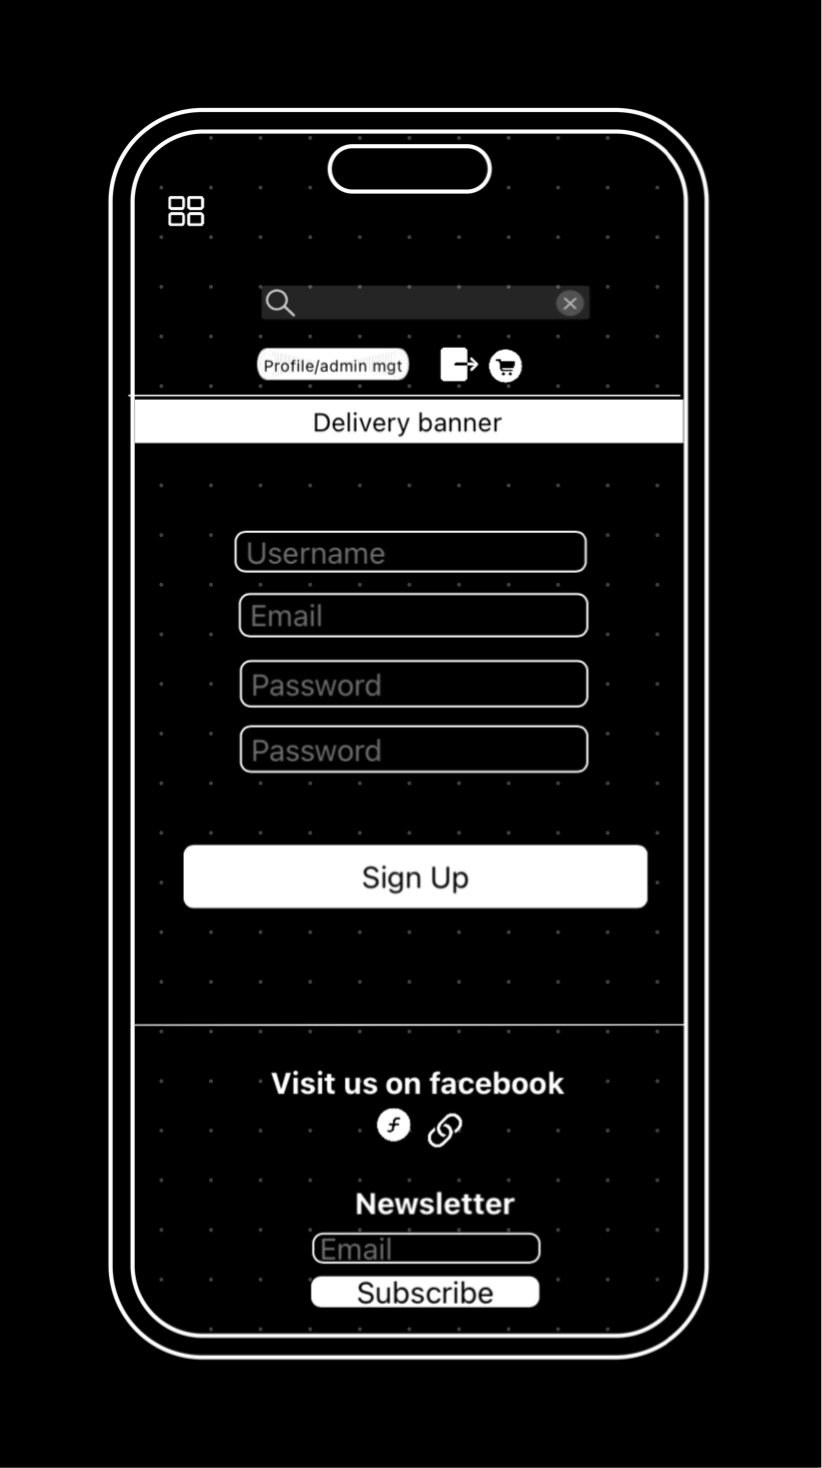 Profile/admin mgt
Delivery banner
Username
Email
Password
Password
Sign Up
Visit us on facebook
Newsletter
Email
Subscribe